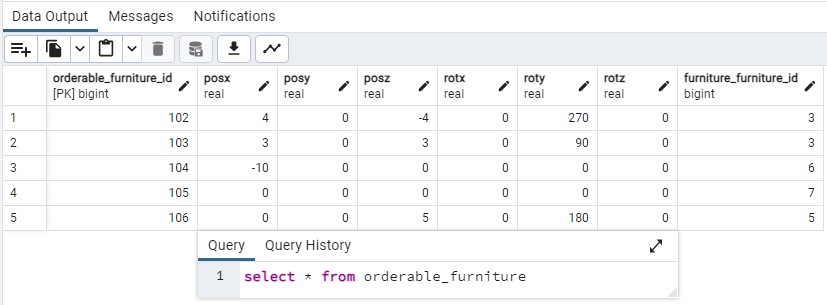 Data Output Messages Notifications
orderable_furniture_id posx posy posz rotx roty rotz furniture_furniture_id
[PK] bigint real real real real real real bigint
1 102 4 0 -4 0 270 0 3
2 103 3 0 3 0 90 0 3
3 104 -10 0 0 0 0 0 6
4 105 0 0 0 0 0 0 7
5 106 0 0 5 0 180 0 5
Query Query History
1 select * from orderable_furniture